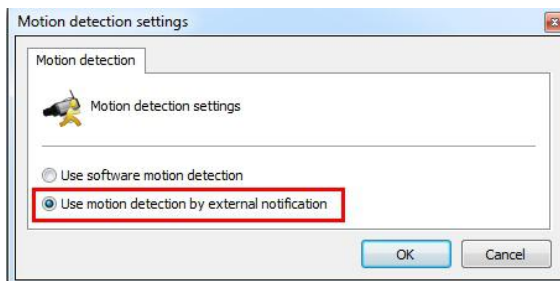 Motion detection settings
Motion detection
Motion detection settings
Use software motion detection
Use motion detection by external notification
OK
Cancel